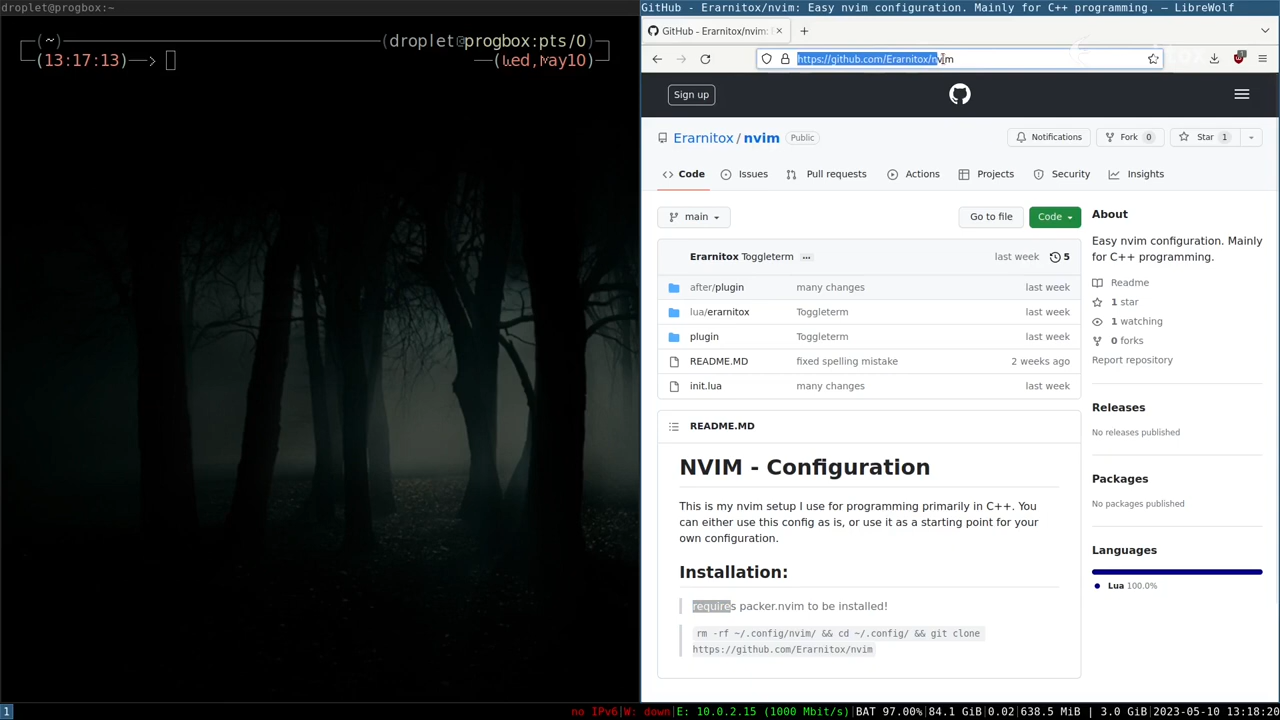 droplet@progbox:~
(~)
(droplet@progbox:pts/0)
(13:17:13)—> 
(Wed,May10)
GitHub - Erarnitox/nvim: Easy nvim configuration. Mainly for C++ programming. — LibreWolf
GitHub - Erarnitox/nvim:
https://github.com/Erarnitox/nvim
Sign up
Erarnitox / nvim Public
Notifications
Fork 0
Star 1
Code
Issues
Pull requests
Actions
Projects
Security
Insights
main
Go to file
Code
Erarnitox Toggleterm ... last week 5
after/plugin many changes last week
lua/erarnitox Toggleterm last week
plugin Toggleterm last week
README.MD fixed spelling mistake 2 weeks ago
init.lua many changes last week
README.MD
NVIM - Configuration
This is my nvim setup I use for programming primarily in C++. You
can either use this config as is, or use it as a starting point for your
own configuration.
Installation:
requires packer.nvim to be installed!
rm -rf ~/.config/nvim/ && cd ~/.config/ && git clone
https://github.com/Erarnitox/nvim
About
Easy nvim configuration. Mainly
for C++ programming.
Readme
1 star
1 watching
0 forks
Report repository
Releases
No releases published
Packages
No packages published
Languages
Lua 100.0%
1
no IPv6|W: down|E: 10.0.2.15 (1000 Mbit/s)|BAT 97.00%|84.1 GiB|0.00|638.1 MiB | 3.0 GiB|2023-05-10 13:18:20